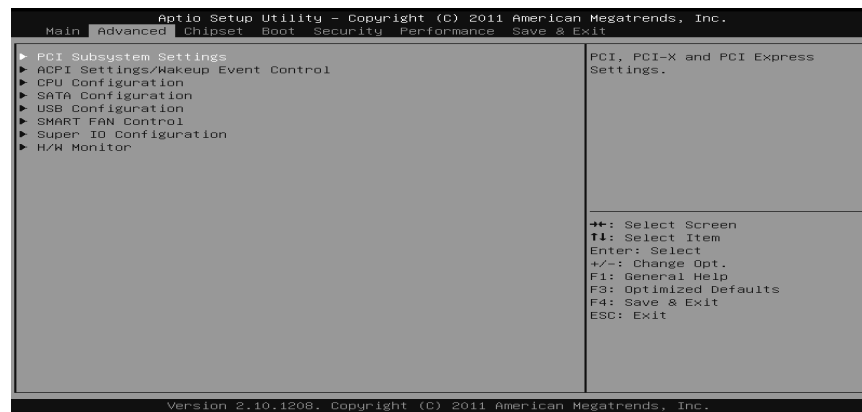 Aptio Setup Utility – Copyright (C) 2011 American Megatrends, Inc.
Main Advanced Chipset Boot Security Performance Save & Exit
► PCI Subsystem Settings
► ACPI Settings/Wakeup Event Control
► CPU Configuration
► SATA Configuration
► USB Configuration
► SMART FAN Control
► Super IO Configuration
► H/W Monitor
PCI, PCI-X and PCI Express
Settings.
→←: Select Screen
↑↓: Select Item
Enter: Select
+/-: Change Opt.
F1: General Help
F3: Optimized Defaults
F4: Save & Exit
ESC: Exit
Version 2.10.1208. Copyright (C) 2011 American Megatrends, Inc.